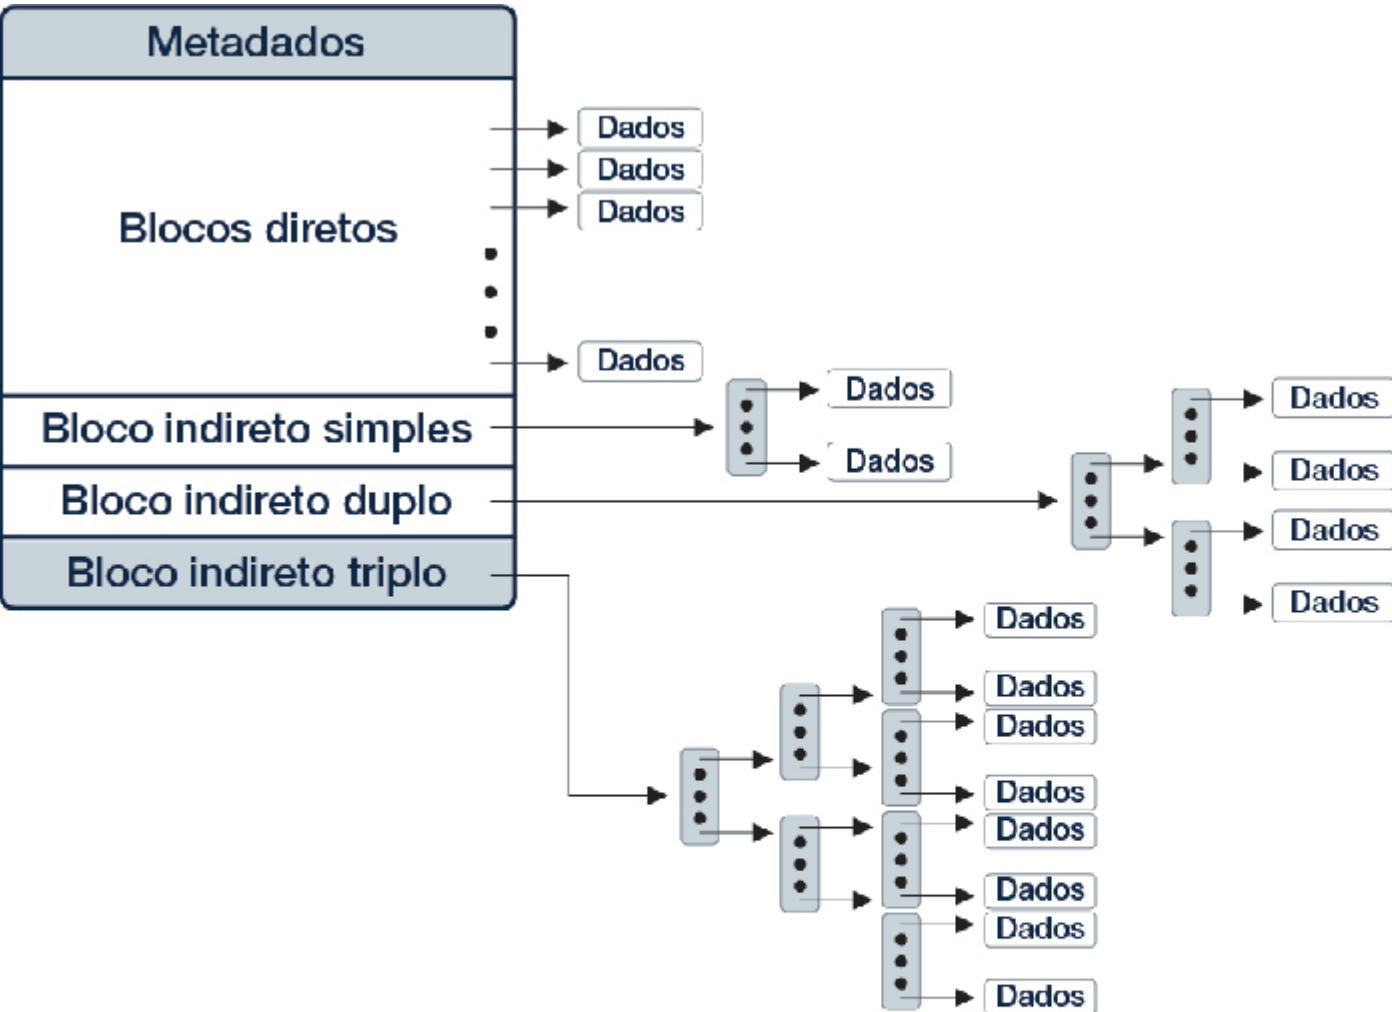 Metadados
Blocos diretos
Dados
Dados
Dados
Dados
Bloco indireto simples
Dados
Dados
Bloco indireto duplo
Dados
Dados
Dados
Dados
Bloco indireto triplo
Dados
Dados
Dados
Dados
Dados
Dados
Dados
Dados